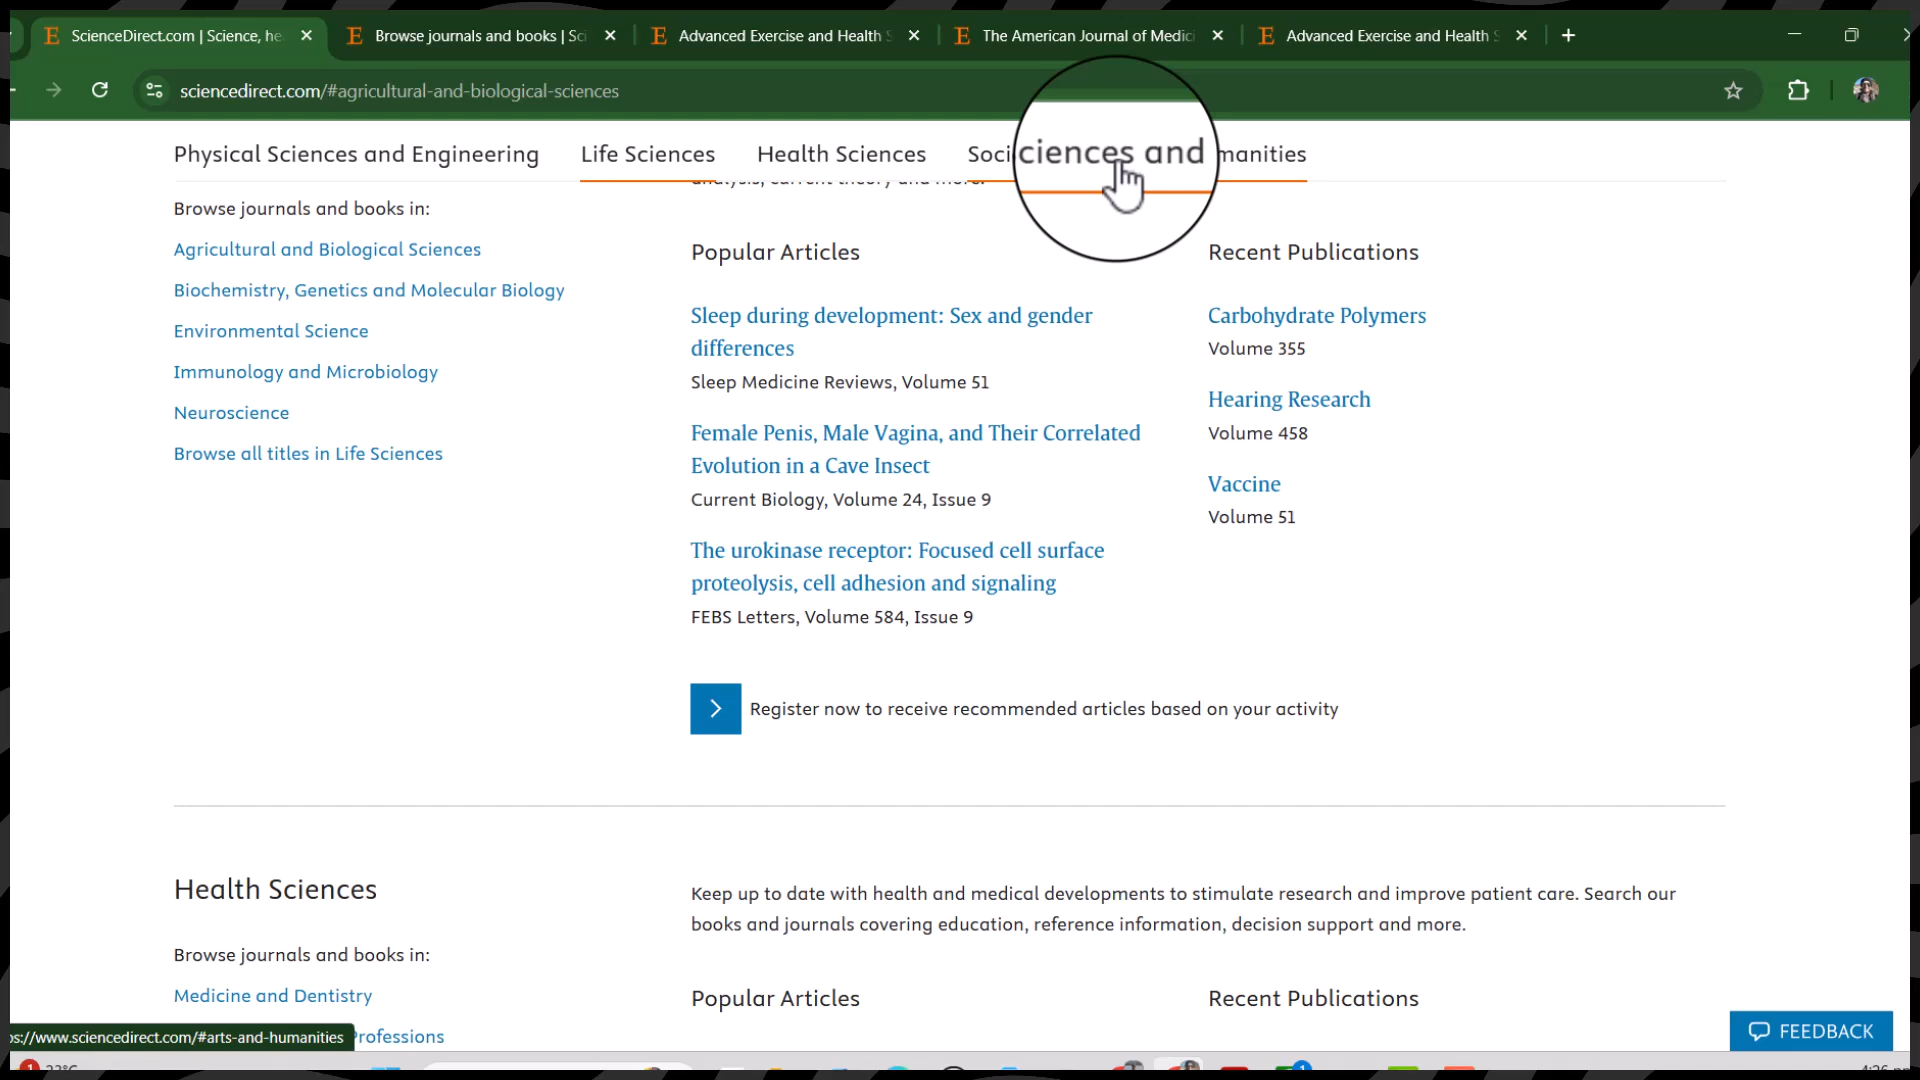 ScienceDirect.com | Science, he
Browse journals and books | Sci
Advanced Exercise and Health S
The American Journal of Medici
Advanced Exercise and Health S
sciencedirect.com/#agricultural-and-biological-sciences
Physical Sciences and Engineering
Life Sciences
Health Sciences
Soci
ciences and
manities
analysis, current theory and more.
Browse journals and books in:
Agricultural and Biological Sciences
Biochemistry, Genetics and Molecular Biology
Environmental Science
Immunology and Microbiology
Neuroscience
Browse all titles in Life Sciences
Popular Articles
Sleep during development: Sex and gender
differences
Sleep Medicine Reviews, Volume 51
Female Penis, Male Vagina, and Their Correlated
Evolution in a Cave Insect
Current Biology, Volume 24, Issue 9
The urokinase receptor: Focused cell surface
proteolysis, cell adhesion and signaling
FEBS Letters, Volume 584, Issue 9
Recent Publications
Carbohydrate Polymers
Volume 355
Hearing Research
Volume 458
Vaccine
Volume 51
Register now to receive recommended articles based on your activity
Health Sciences
Keep up to date with health and medical developments to stimulate research and improve patient care. Search our
books and journals covering education, reference information, decision support and more.
Browse journals and books in:
Medicine and Dentistry
Professions
Popular Articles
Recent Publications
ps://www.sciencedirect.com/#arts-and-humanities
FEEDBACK